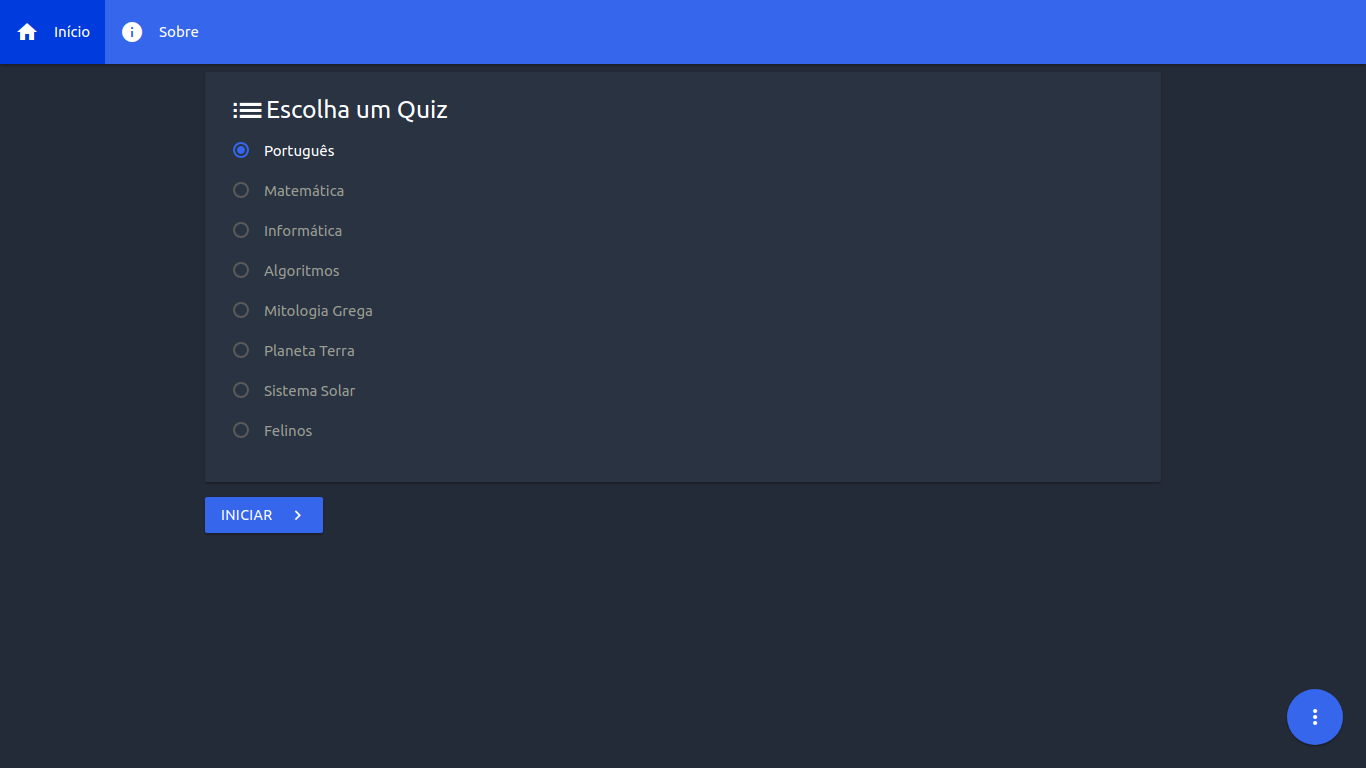 Início
Sobre
Escolha um Quiz
Português
Matemática
Informática
Algoritmos
Mitologia Grega
Planeta Terra
Sistema Solar
Felinos
INICIAR